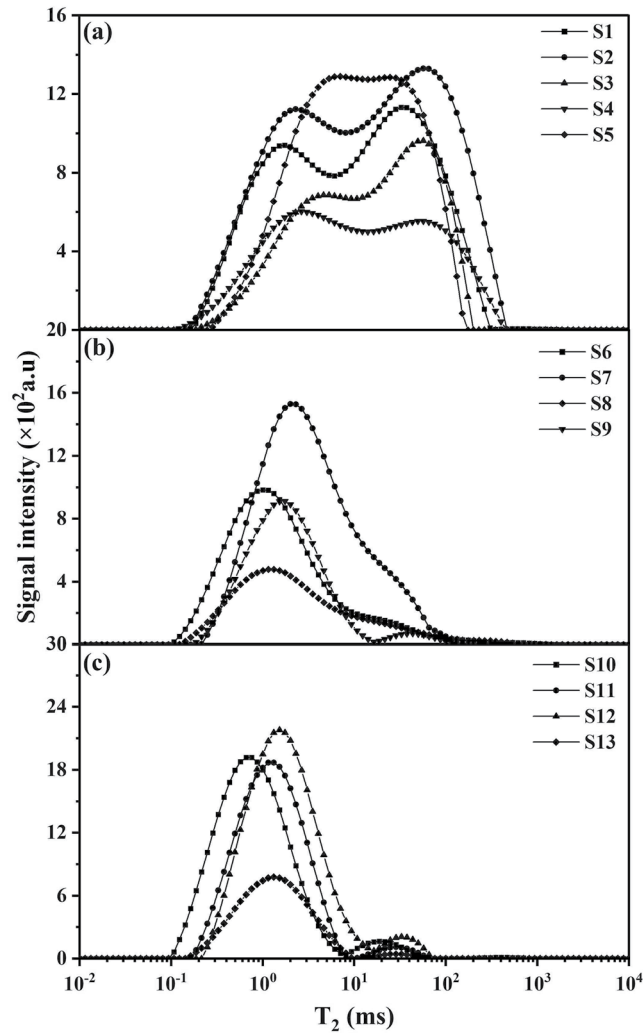 16
(a)
S1
S2
12
S3
S4
S5
8
4
20
(b)
S6
S7
16
S8
S9
12
8
4
30
(c)
S10
S11
24
S12
S13
18
12
6
0
Signal intensity (×10²a.u)
10⁻² 10⁻¹ 10⁰ 10¹ 10² 10³ 10⁴
T₂ (ms)